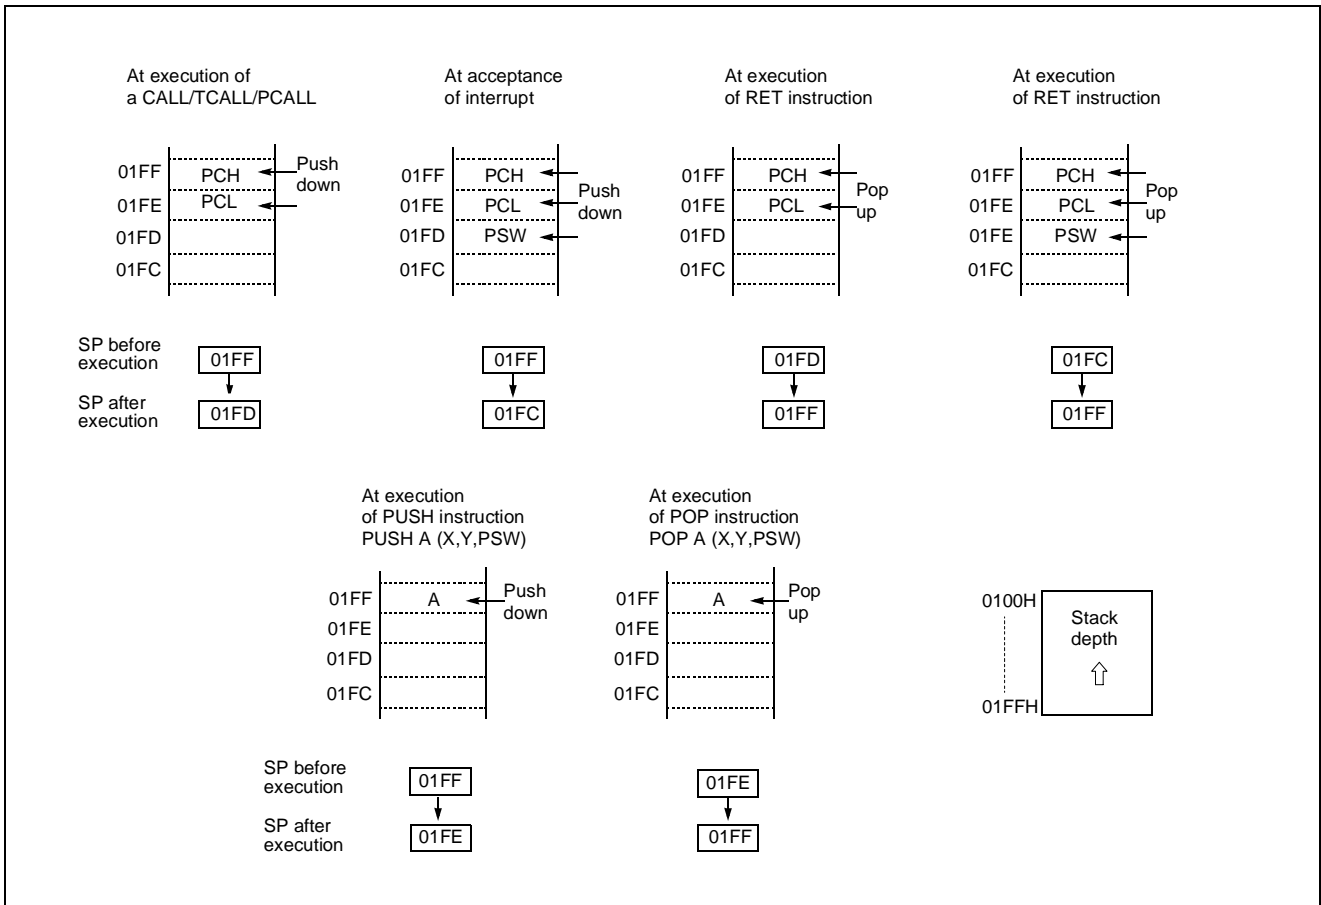 At execution of
a CALL/TCALL/PCALL
01FF PCH Push
down
01FE PCL
01FD
01FC
SP before
execution 01FF
SP after
execution 01FD
At acceptance
of interrupt
01FF PCH
Push
down
01FE PCL
01FD PSW
01FC
01FF
01FC
At execution
of RET instruction
01FF PCH
Pop
up
01FE PCL
01FD
01FC
01FD
01FF
At execution
of RET instruction
01FF PCH
Pop
up
01FE PCL
01FE PSW
01FC
01FC
01FF
At execution
of PUSH instruction
PUSH A (X,Y,PSW)
01FF A Push
down
01FE
01FD
01FC
SP before
execution 01FF
SP after
execution 01FE
At execution
of POP instruction
POP A (X,Y,PSW)
01FF A Pop
up
01FE
01FD
01FC
01FE
01FF
0100H
Stack
depth
01FFH